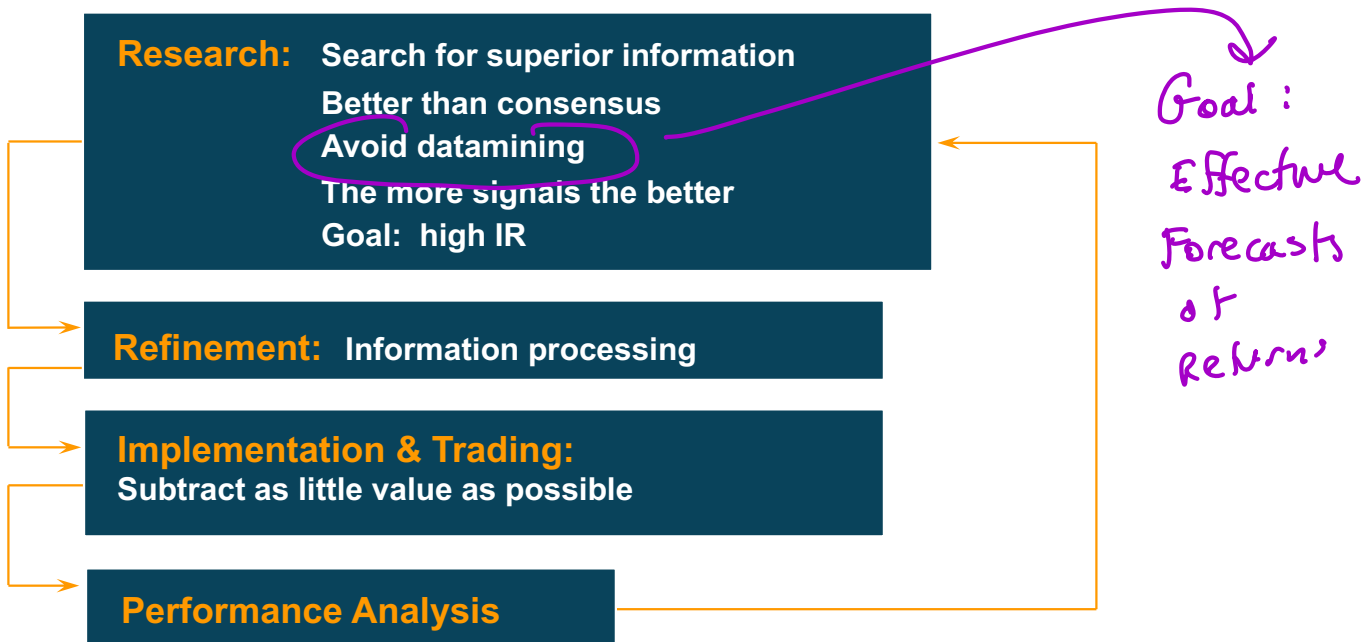 Research: Search for superior information
Better than consensus
Avoid datamining
The more signals the better
Goal: high IR
Refinement: Information processing
Implementation & Trading:
Subtract as little value as possible
Performance Analysis
Goal :
Effective
Forecasts
of
Returns